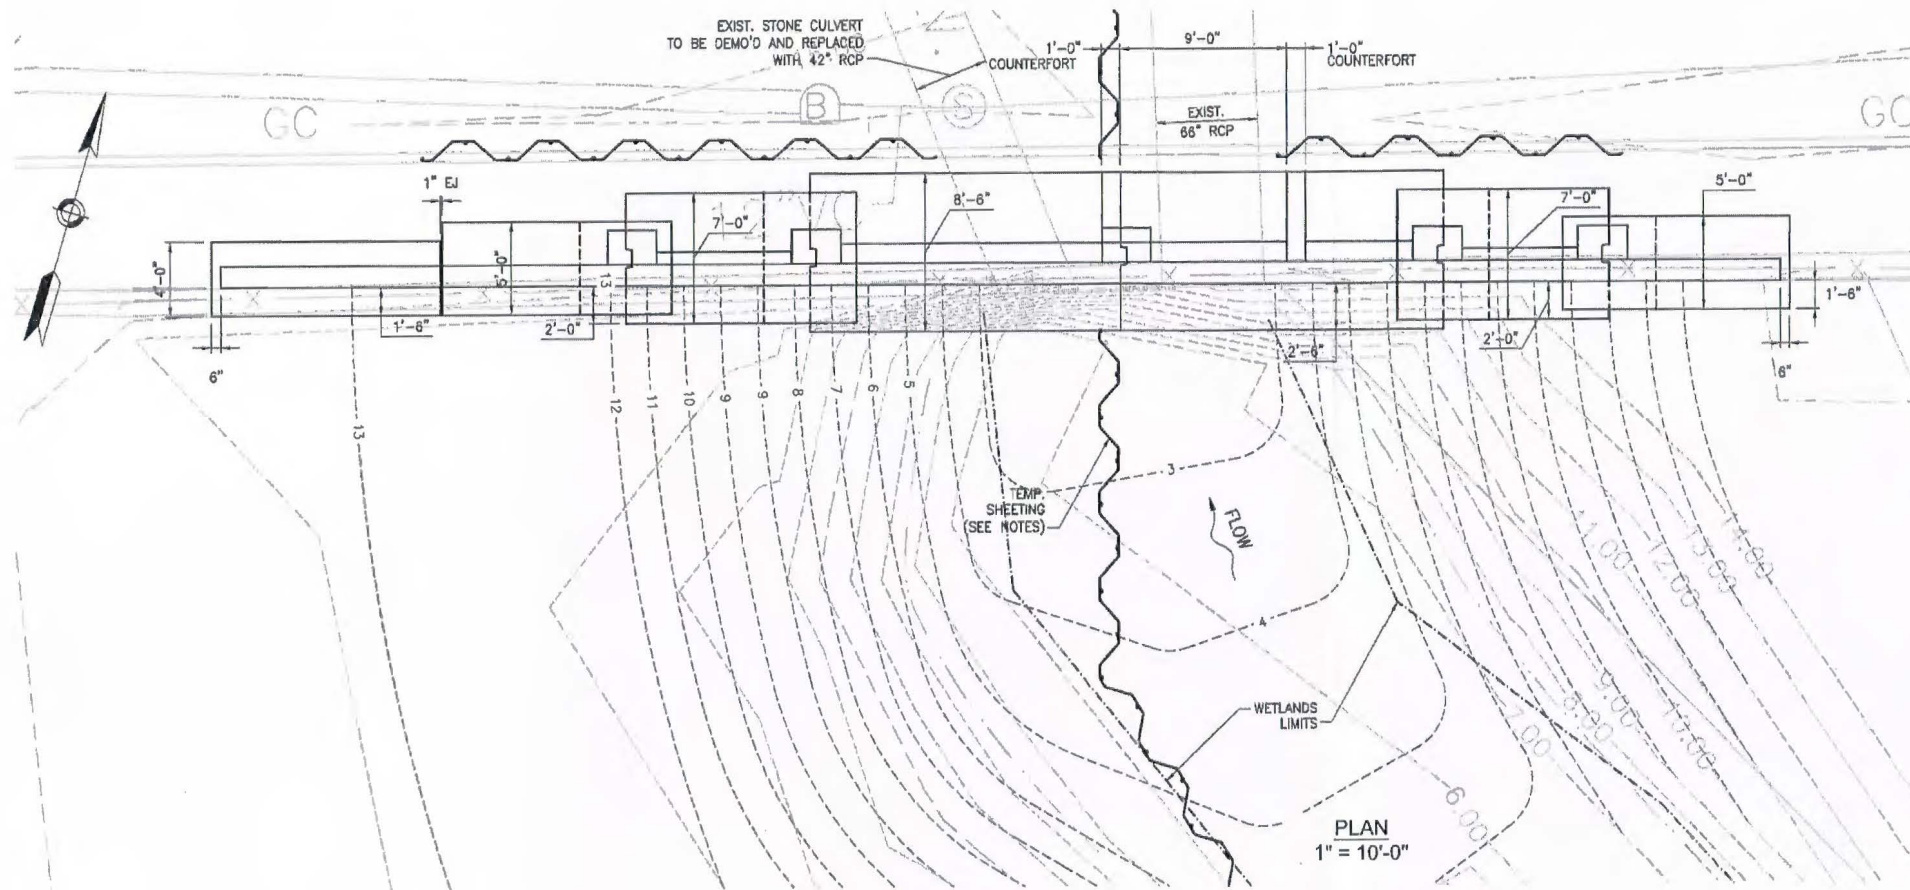 EXIST. STONE CULVERT
TO BE DEMO'D AND REPLACED
WITH 42" RCP
COUNTERFORT
1'-0"
9'-0"
1'-0"
COUNTERFORT
EXIST.
66" RCP
GC
B
S
GC
1" EJ
4'-0"
5'-0"
7'-0"
8'-6"
7'-0"
5'-0"
13
X
X
X
X
X
X
X
X
6"
1'-6"
2'-0"
2'-6"
2'-0"
1'-6"
6"
13
12
11
10
9
9
8
7
6
5
3
TEMP.
SHEETING
(SEE NOTES)
FLOW
4
WETLANDS
LIMITS
6.00
7.00
8.00
9.00
10.00
11.00
12.00
13.00
14.00
PLAN
1" = 10'-0"